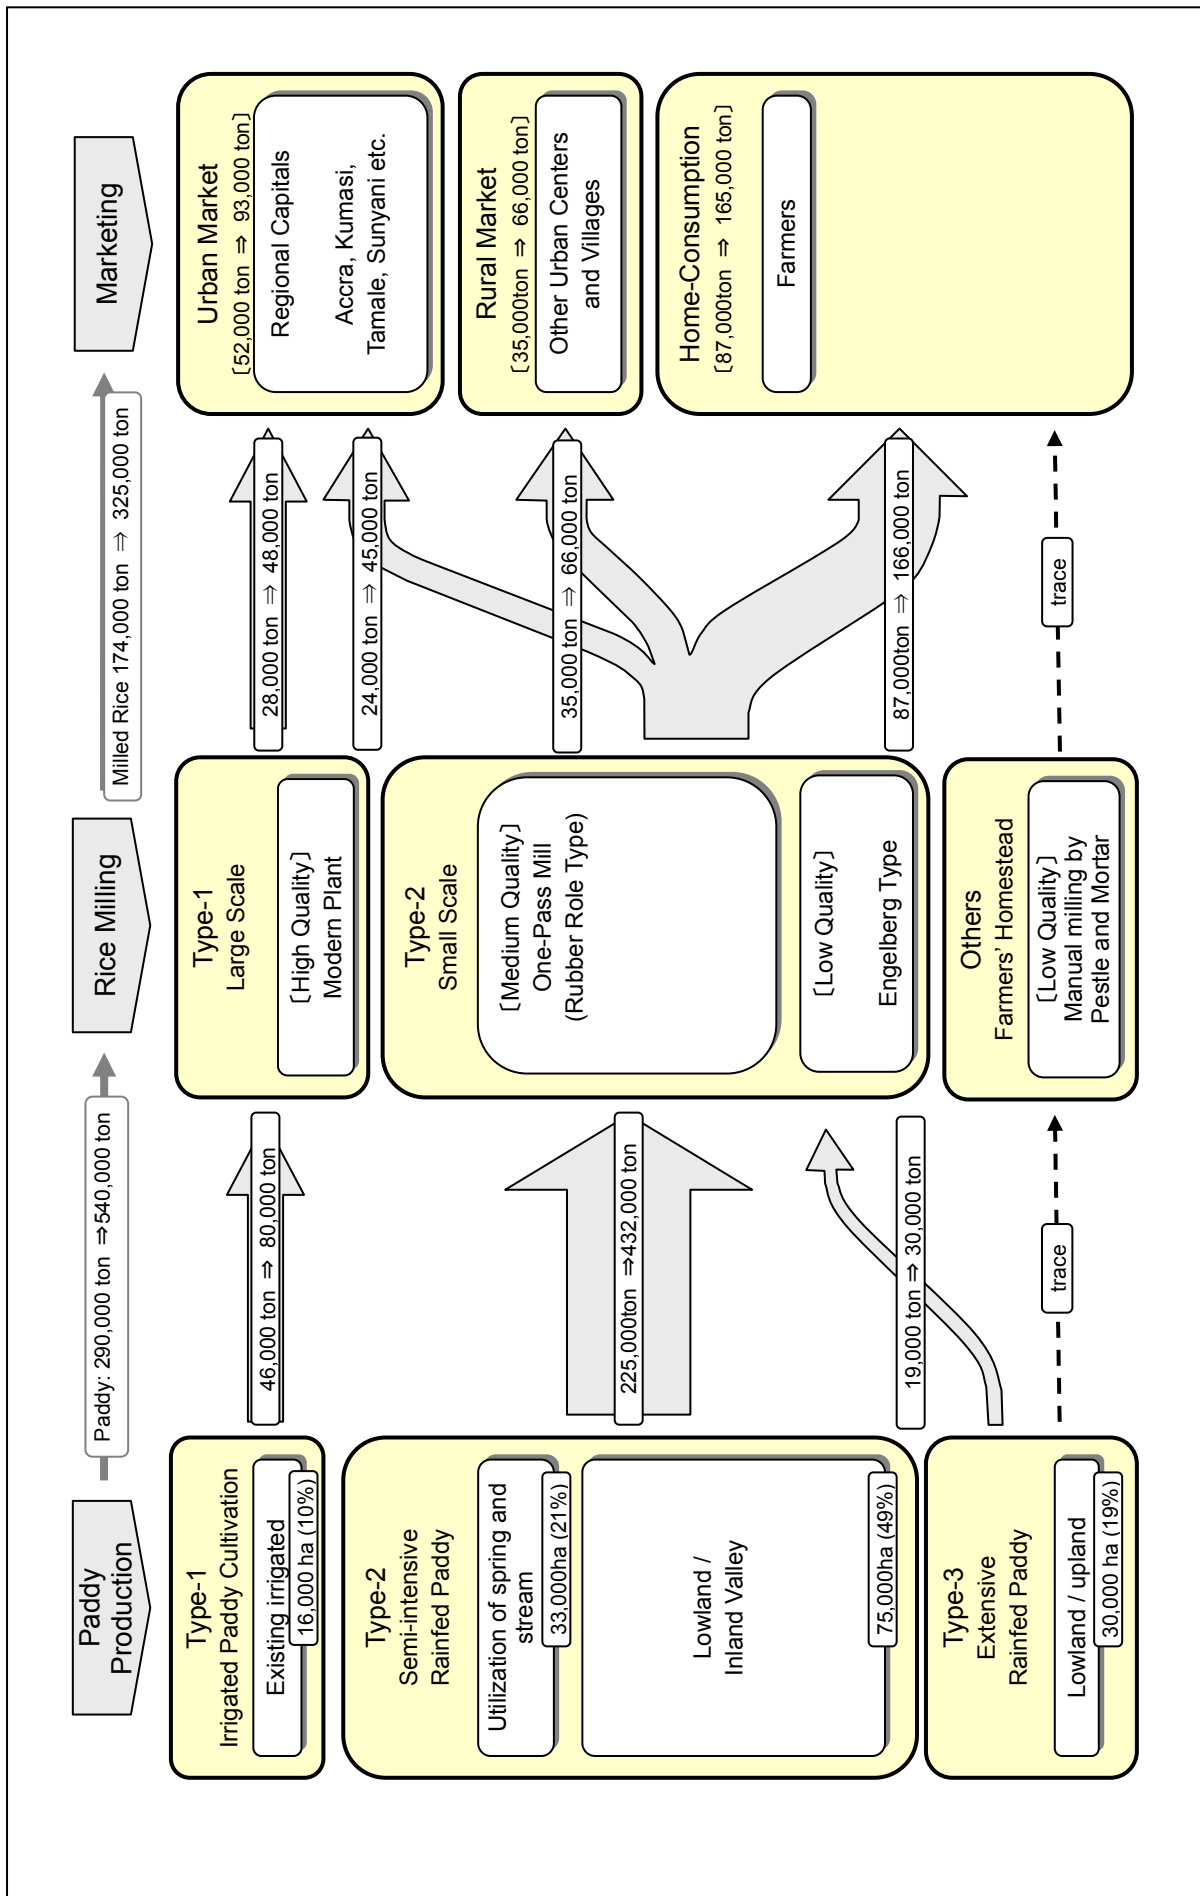 Paddy
Production
Paddy: 290,000 ton ⇒540,000 ton
Rice Milling
Milled Rice 174,000 ton ⇒ 325,000 ton
Marketing
Type-1
Irrigated Paddy Cultivation
Existing irrigated
16,000 ha (10%)
Type-2
Semi-intensive
Rainfed Paddy
Utilization of spring and
stream
33,000ha (21%)
Lowland /
Inland Valley
75,000ha (49%)
Type-3
Extensive
Rainfed Paddy
Lowland / upland
30,000 ha (19%)
46,000 ton ⇒ 80,000 ton
225,000ton ⇒432,000 ton
19,000 ton ⇒ 30,000 ton
trace
Type-1
Large Scale
[High Quality]
Modern Plant
Type-2
Small Scale
[Medium Quality]
One-Pass Mill
(Rubber Role Type)
[Low Quality]
Engelberg Type
Others
Farmers' Homestead
[Low Quality]
Manual milling by
Pestle and Mortar
28,000 ton ⇒ 48,000 ton
24,000 ton ⇒ 45,000 ton
35,000 ton ⇒ 66,000 ton
87,000ton ⇒ 166,000 ton
trace
Urban Market
[52,000 ton ⇒ 93,000 ton]
Regional Capitals
Accra, Kumasi,
Tamale, Sunyani etc.
Rural Market
[35,000ton ⇒ 66,000 ton]
Other Urban Centers
and Villages
Home-Consumption
[87,000ton ⇒ 165,000 ton]
Farmers